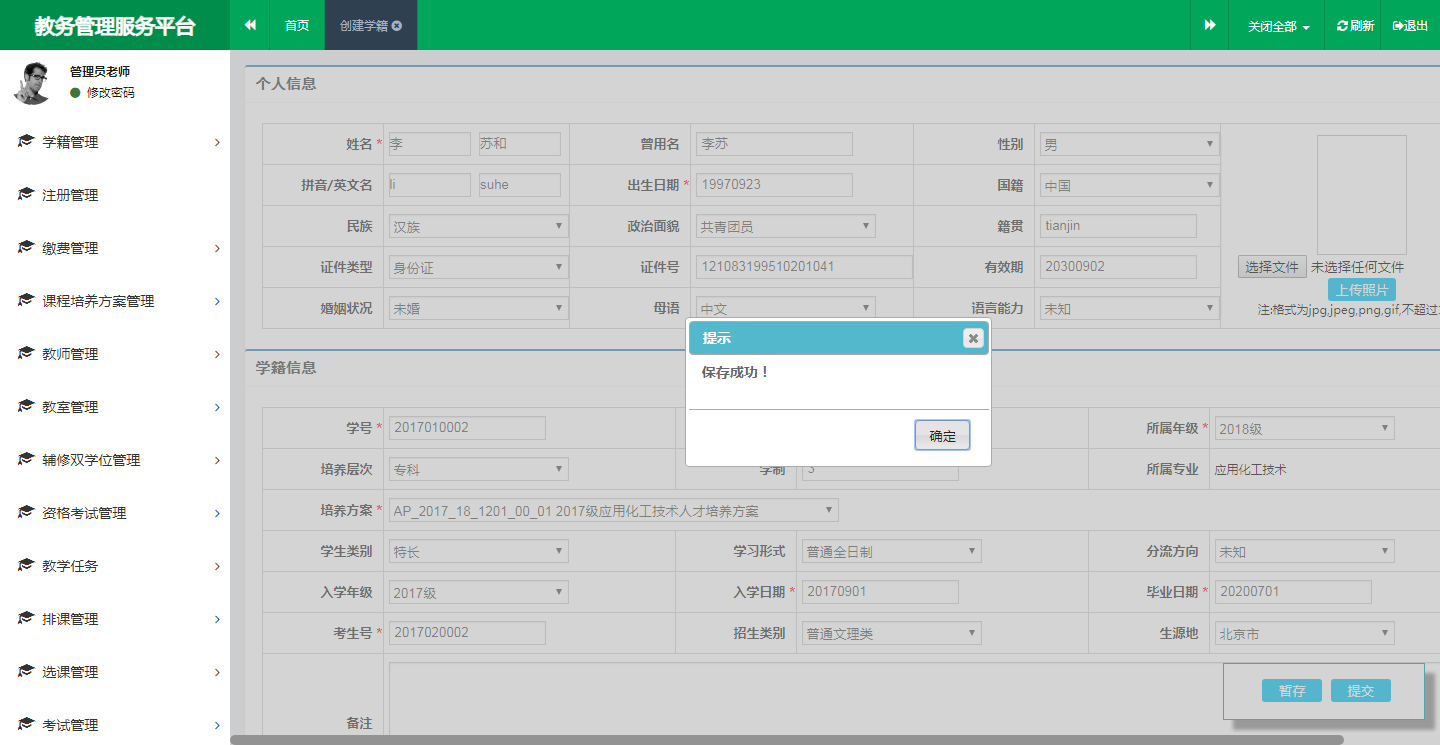 教务管理服务平台 首页 创建学籍 关闭全部 刷新 退出
管理员老师
修改密码
学籍管理
注册管理
缴费管理
课程培养方案管理
教师管理
教室管理
辅修双学位管理
资格考试管理
教学任务
排课管理
选课管理
考试管理
个人信息
姓名 * 李 苏和 曾用名 李苏 性别 男
拼音/英文名 li suhe 出生日期 * 19970923 国籍 中国
民族 汉族 政治面貌 共青团员 籍贯 tianjin
证件类型 身份证 证件号 121083199510201041 有效期 20300902
婚姻状况 未婚 母语 中文 语言能力 未知
选择文件 未选择任何文件
上传照片
注:格式为jpg,jpeg,png,gif,不超过
提示
保存成功！
确定
学籍信息
学号 * 2017010002 所属年级 * 2018级
培养层次 专科 学制 3 所属专业 应用化工技术
培养方案 * AP_2017_18_1201_00_01 2017级应用化工技术人才培养方案
学生类别 特长 学习形式 普通全日制 分流方向 未知
入学年级 2017级 入学日期 * 20170901 毕业日期 * 20200701
考生号 * 2017020002 招生类别 普通文理类 生源地 北京市
备注
暂存 提交